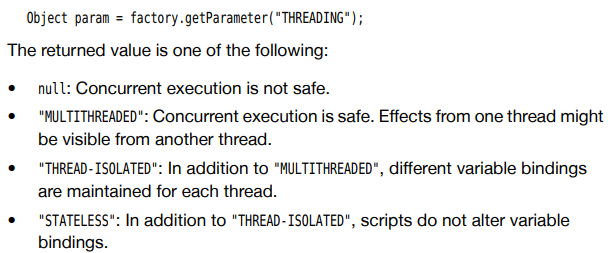 Object param = factory.getParameter("THREADING");
The returned value is one of the following:
• null: Concurrent execution is not safe.
• "MULTITHREADED": Concurrent execution is safe. Effects from one thread might
be visible from another thread.
• "THREAD-ISOLATED": In addition to "MULTITHREADED", different variable bindings
are maintained for each thread.
• "STATELESS": In addition to "THREAD-ISOLATED", scripts do not alter variable
bindings.